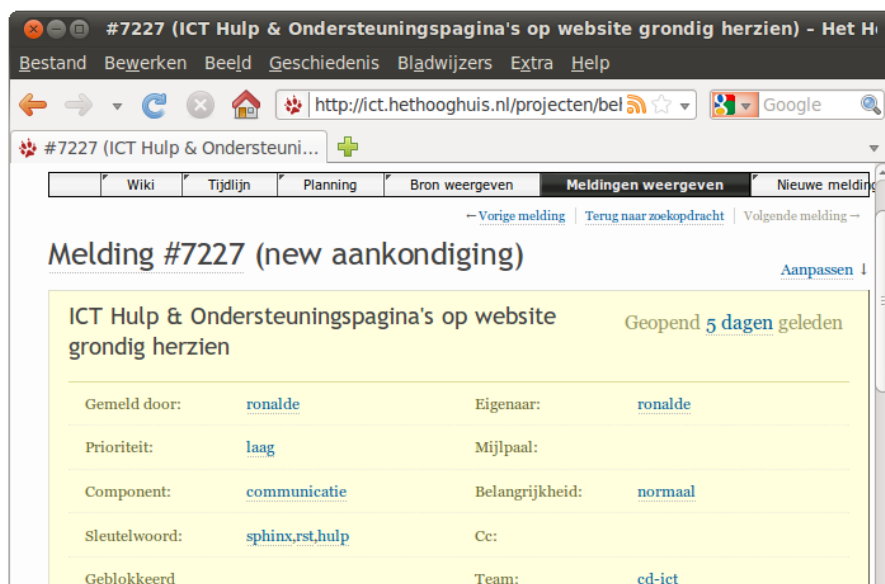 #7227 (ICT Hulp & Ondersteuningspagina's op website grondig herzien) – Het H
Bestand Bewerken Beeld Geschiedenis Bladwijzers Extra Help
http://ict.hethooghuis.nl/projecten/bel Google
#7227 (ICT Hulp & Ondersteuni...
Wiki Tijdlijn Planning Bron weergeven Meldingen weergeven Nieuwe melding
←Vorige melding Terug naar zoekopdracht Volgende melding→
Melding #7227 (new aankondiging)
Aanpassen ↓
ICT Hulp & Ondersteuningspagina's op website
grondig herzien
Geopend 5 dagen geleden
Gemeld door: ronalde Eigenaar: ronalde
Prioriteit: laag Mijlpaal:
Component: communicatie Belangrijkheid: normaal
Sleutelwoord: sphinx,rst,hulp Cc:
Geblokkeerd Team: cd-ict